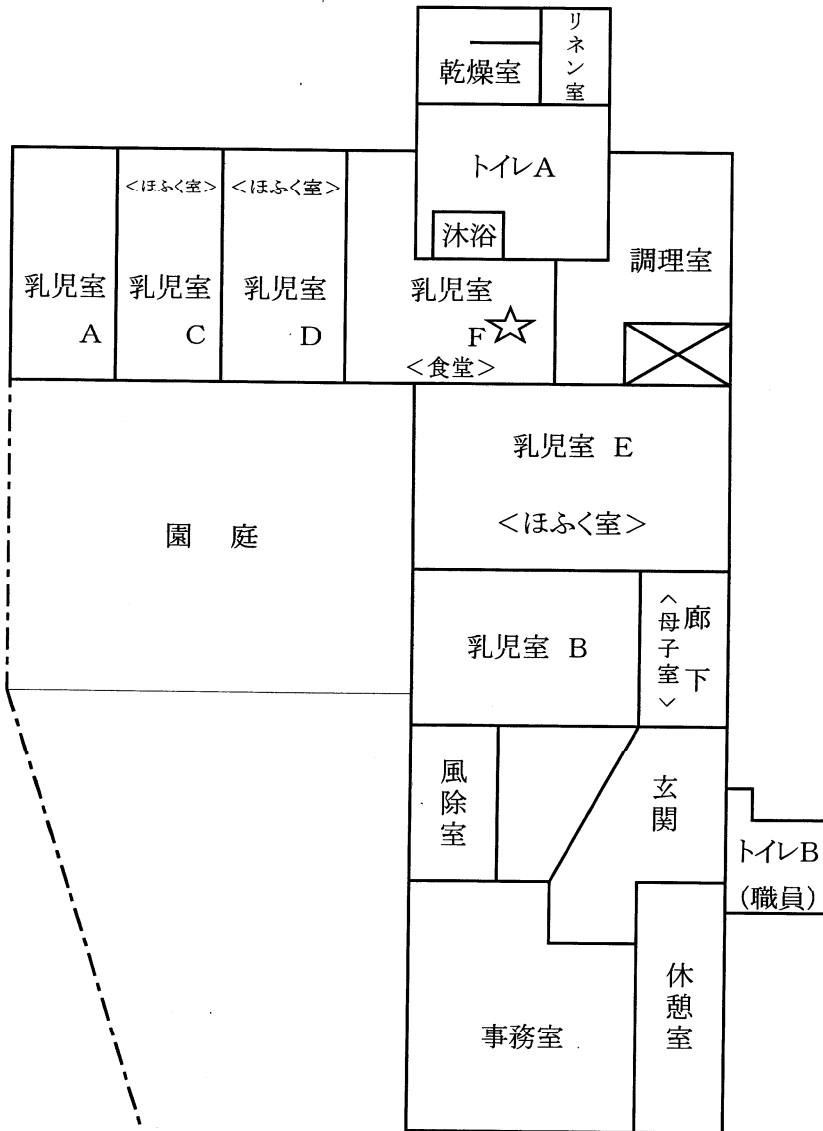 リネン室
乾燥室
トイレA
沐浴
調理室
<ほふく室>
<ほふく室>
乳児室
A
乳児室
C
乳児室
D
乳児室
F
<食堂>
乳児室 E
<ほふく室>
園 庭
乳児室 B
廊下
<母子室>
風除室
玄関
トイレB
(職員)
事務室
休憩室